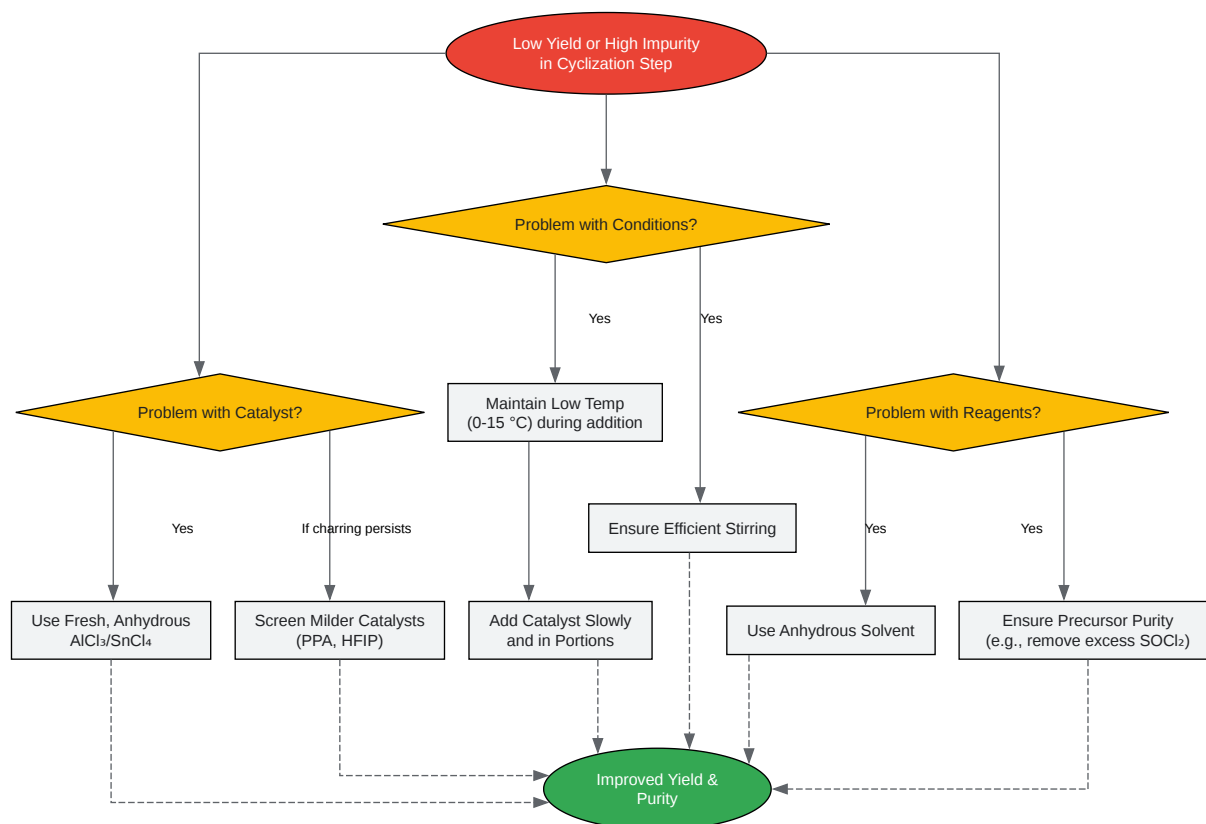 Low Yield or High Impurity
in Cyclization Step
Problem with Conditions?
Yes
Yes
Problem with Catalyst?
Maintain Low Temp
(0-15 °C) during addition
Problem with Reagents?
Yes
If charring persists
Ensure Efficient Stirring
Yes
Yes
Use Fresh, Anhydrous
AlCl₃/SnCl₄
Screen Milder Catalysts
(PPA, HFIP)
Add Catalyst Slowly
and in Portions
Use Anhydrous Solvent
Ensure Precursor Purity
(e.g., remove excess SOCl₂)
Improved Yield &
Purity